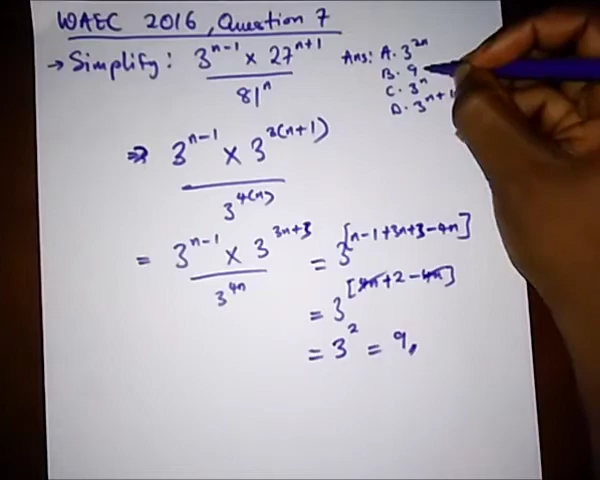 WAEC 2016, Question 7
→ Simplify: 3^{n-1} × 27^{n+1} / 81^n
Ans: A. 3^{2n}
B. 9
C. 3^n
D. 3^{n+1}
⇒ 3^{n-1} × 3^{3(n+1)} / 3^{4(n)}
= 3^{n-1} × 3^{3n+3} / 3^{4n} = 3^{[n-1+3n+3-4n]}
= 3^{[4n+2-4n]}
= 3^2 = 9,